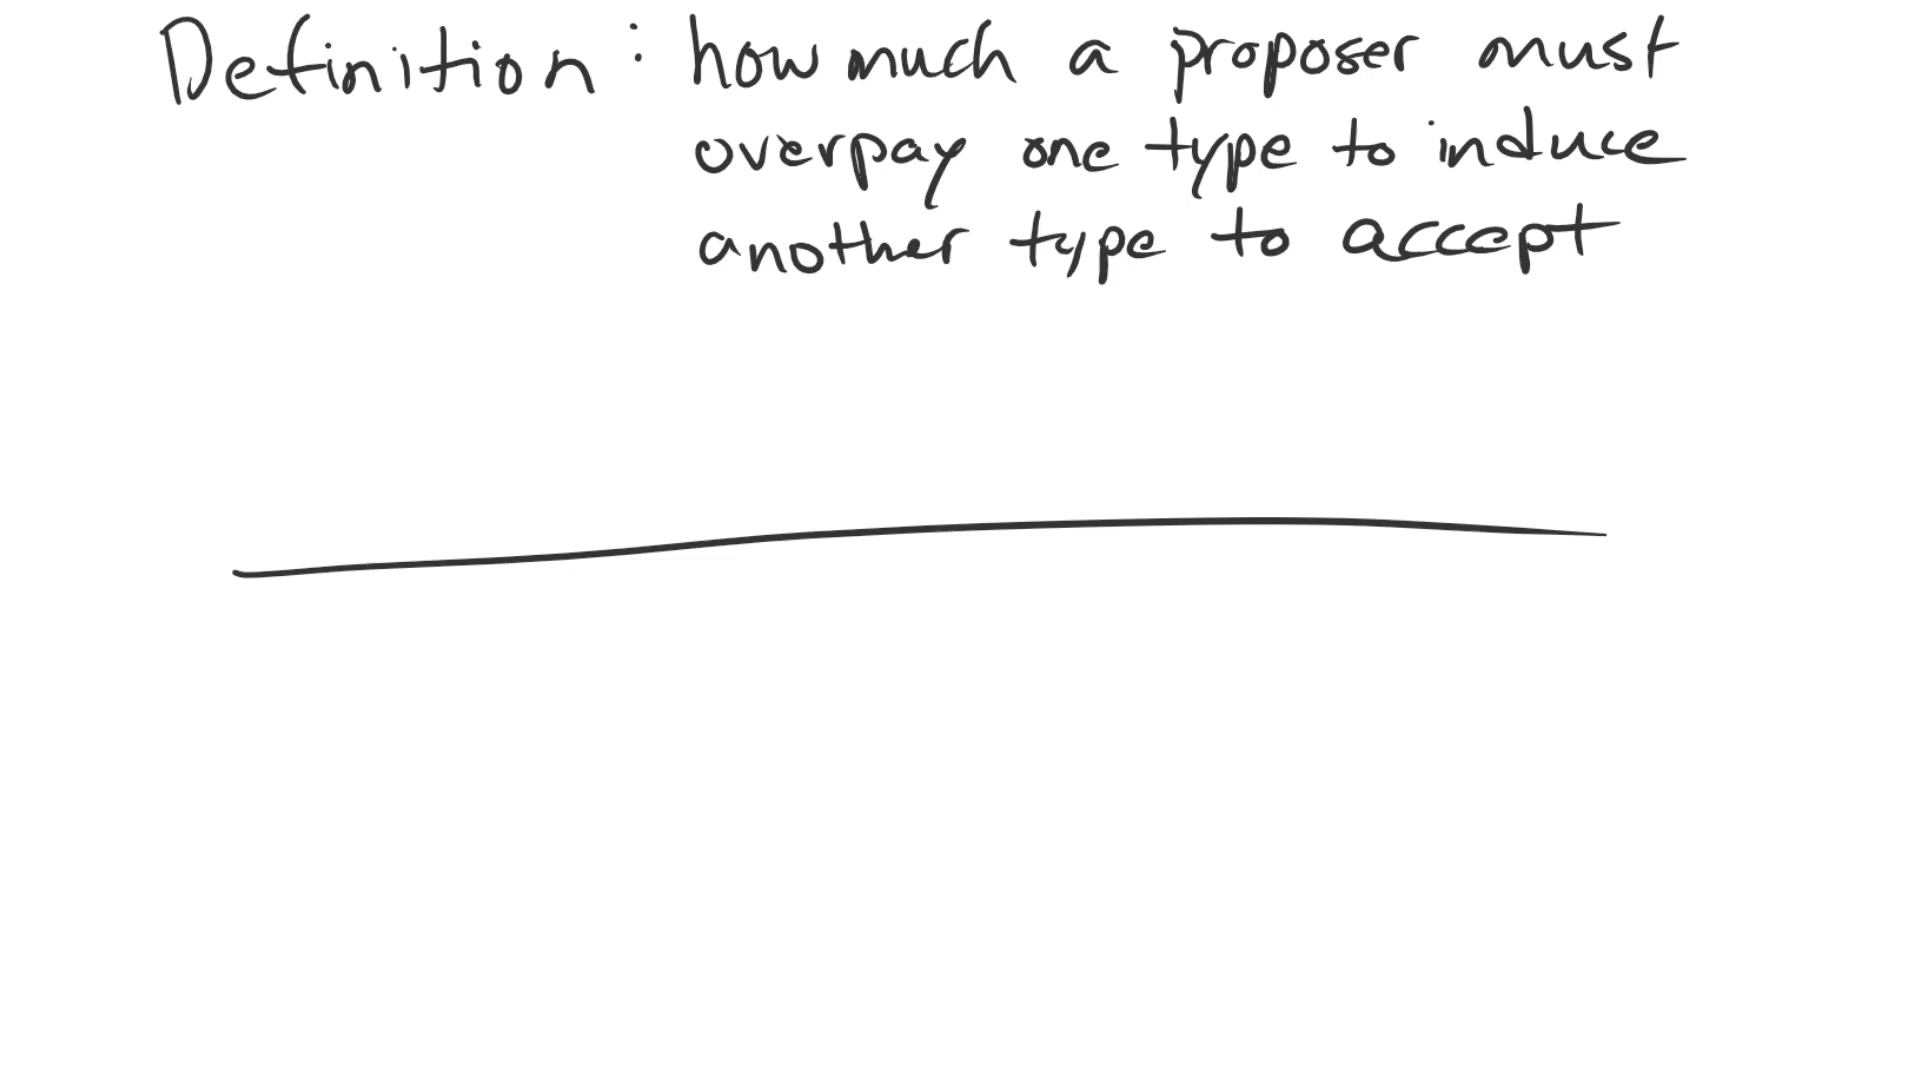 Definition: how much a proposer must
overpay one type to induce
another type to accept